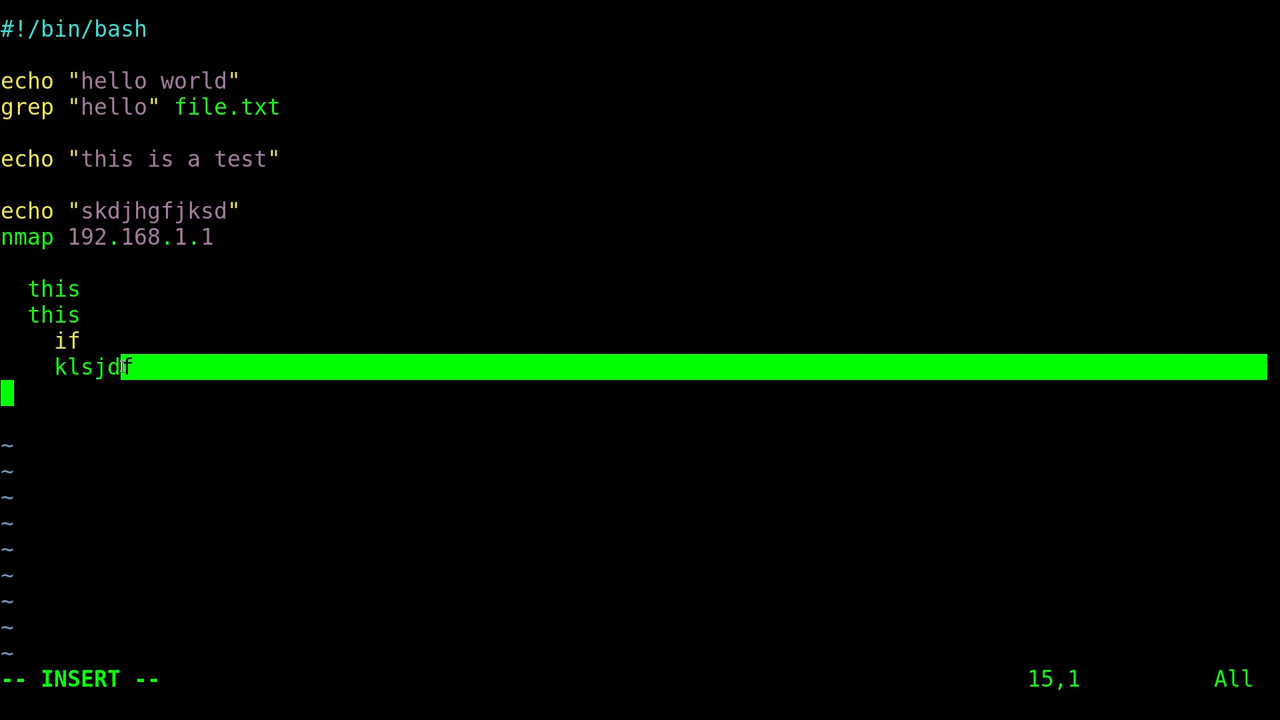 #!/bin/bash

echo "hello world"
grep "hello" file.txt

echo "this is a test"

echo "skdjhgfjksd"
nmap 192.168.1.1

  this
  this
    if
    klsjdf

~
~
~
~
~
~
~
~
~
-- INSERT -- 15,1 All